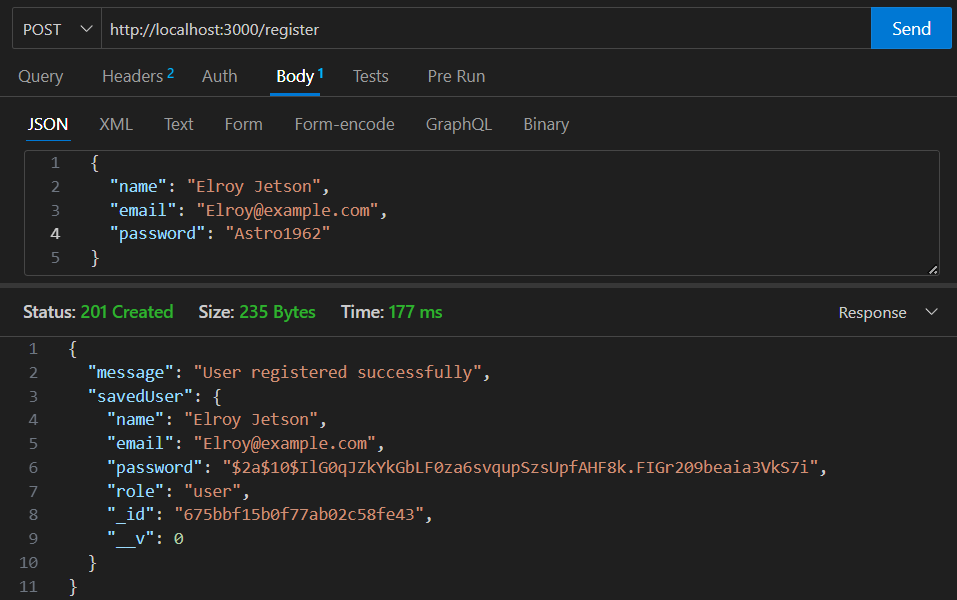 POST http://localhost:3000/register Send
Query Headers 2 Auth Body 1 Tests Pre Run
JSON XML Text Form Form-encode GraphQL Binary
1 {
2 "name": "Elroy Jetson",
3 "email": "Elroy@example.com",
4 "password": "Astro1962"
5 }
Status: 201 Created Size: 235 Bytes Time: 177 ms Response
1 {
2 "message": "User registered successfully",
3 "savedUser": {
4 "name": "Elroy Jetson",
5 "email": "Elroy@example.com",
6 "password": "$2a$10$IlG0qJZkYkGbLF0za6svqupSzsUpfAHF8k.FIGr209beaia3VkS7i",
7 "role": "user",
8 "_id": "675bbf15b0f77ab02c58fe43",
9 "__v": 0
10 }
11 }